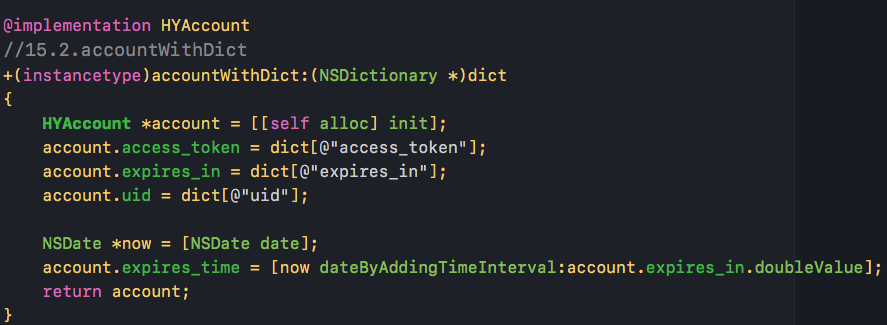 @implementation HYAccount
//15.2.accountWithDict
+(instancetype)accountWithDict:(NSDictionary *)dict
{
    HYAccount *account = [[self alloc] init];
    account.access_token = dict[@"access_token"];
    account.expires_in = dict[@"expires_in"];
    account.uid = dict[@"uid"];

    NSDate *now = [NSDate date];
    account.expires_time = [now dateByAddingTimeInterval:account.expires_in.doubleValue];
    return account;
}